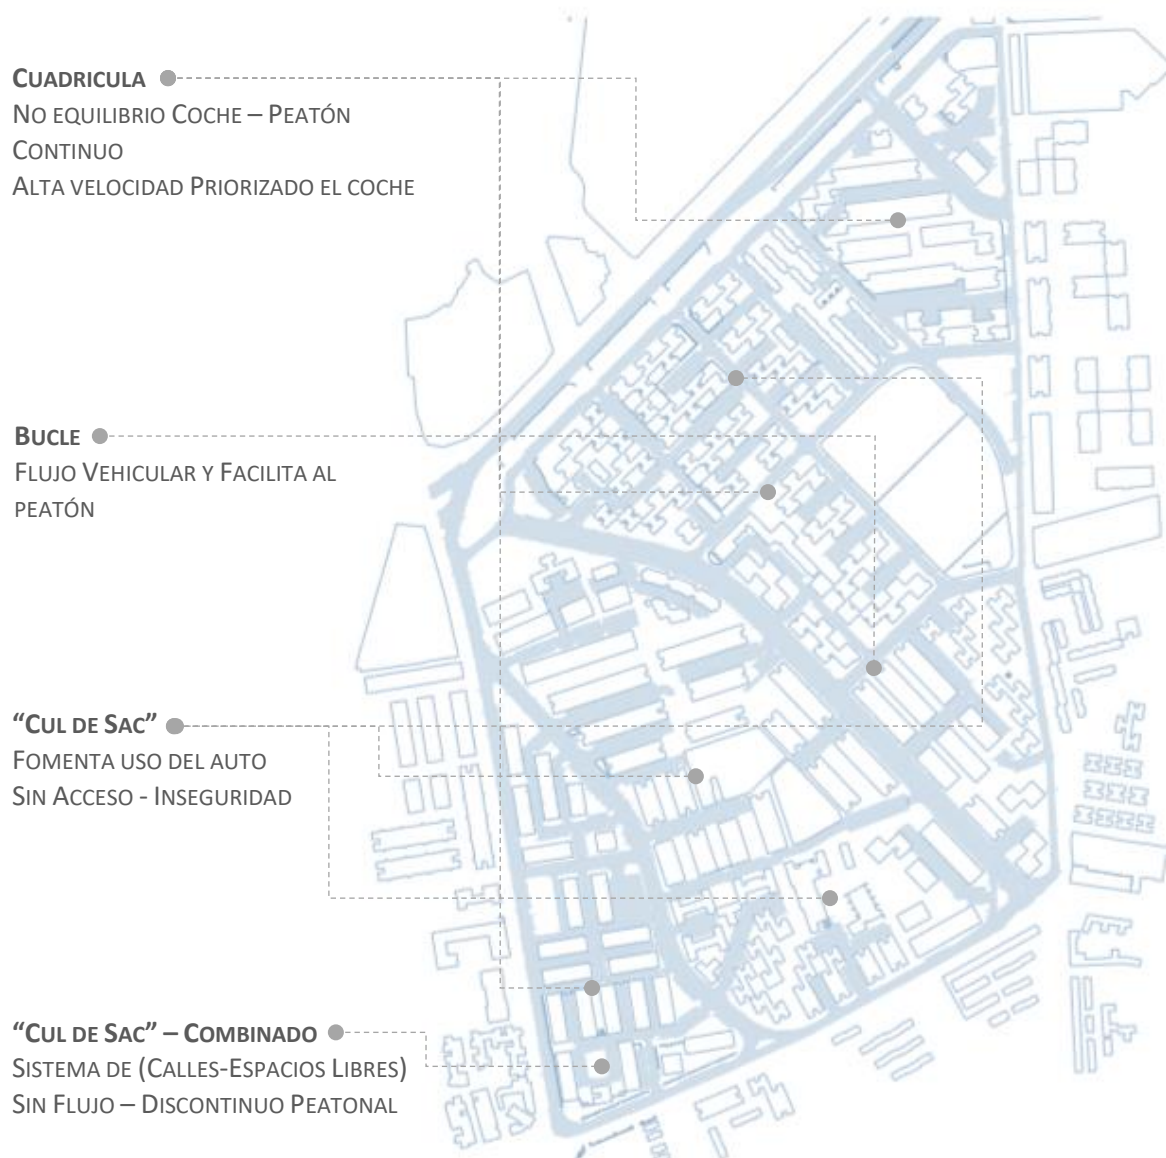 CUADRICULA
NO EQUILIBRIO COCHE – PEATÓN
CONTINUO
ALTA VELOCIDAD PRIORIZADO EL COCHE
BUCLE
FLUJO VEHICULAR Y FACILITA AL
PEATÓN
“CUL DE SAC”
FOMENTA USO DEL AUTO
SIN ACCESO - INSEGURIDAD
“CUL DE SAC” – COMBINADO
SISTEMA DE (CALLES-ESPACIOS LIBRES)
SIN FLUJO – DISCONTINUO PEATONAL